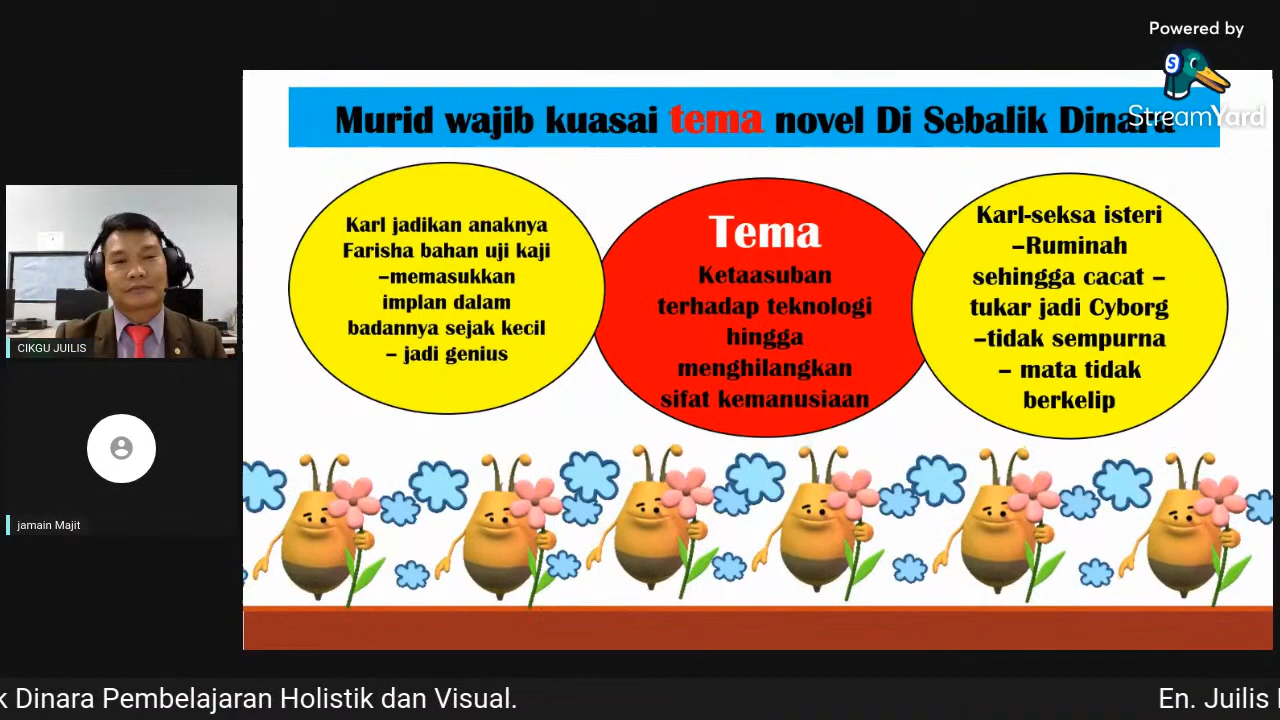 Powered by
S
StreamYard
Murid wajib kuasai tema novel Di Sebalik Dinara
Karl jadikan anaknya
Farisha bahan uji kaji
–memasukkan
implan dalam
badannya sejak kecil
– jadi genius
Tema
Ketaasuban
terhadap teknologi
hingga
menghilangkan
sifat kemanusiaan
Karl-seksa isteri
–Ruminah
sehingga cacat –
tukar jadi Cyborg
–tidak sempurna
– mata tidak
berkelip
CIKGU JUILIS
jamain Majit
k Dinara Pembelajaran Holistik dan Visual.
En. Juilis